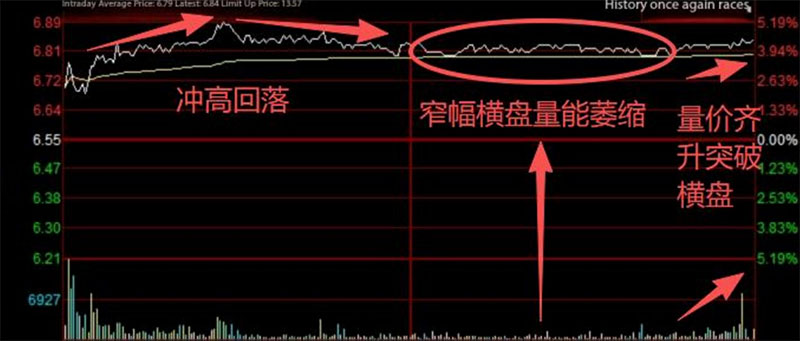 Intraday Average Price: 6.79 Latest: 6.84 Limit Up Price: 13.57
History once again races
6.89
5.19%
6.81
3.94%
6.72
2.63%
冲高回落
窄幅横盘量能萎缩
量价齐
升突破
横盘
6.64
1.33%
6.55
0.00%
6.47
1.23%
6.38
2.53%
6.30
3.94%
6.21
5.19%
6927